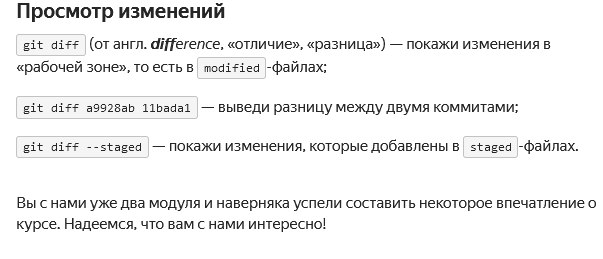 Просмотр изменений
git diff (от англ. difference, «отличие», «разница») — покажи изменения в
«рабочей зоне», то есть в modified -файлах;
git diff a9928ab 11bada1 — выведи разницу между двумя коммитами;
git diff --staged — покажи изменения, которые добавлены в staged -файлах.
Вы с нами уже два модуля и наверняка успели составить некоторое впечатление о
курсе. Надеемся, что вам с нами интересно!